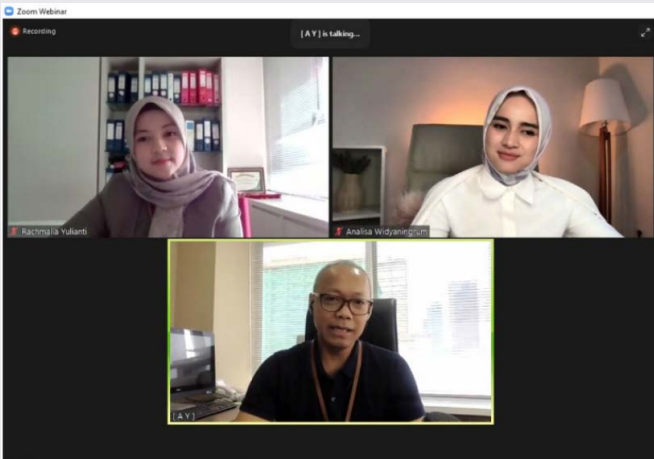 Zoom Webinar
Recording
[ A Y ] is talking...
Rachmalia Yulianti
Analisa Widyaningrum
[ A Y ]